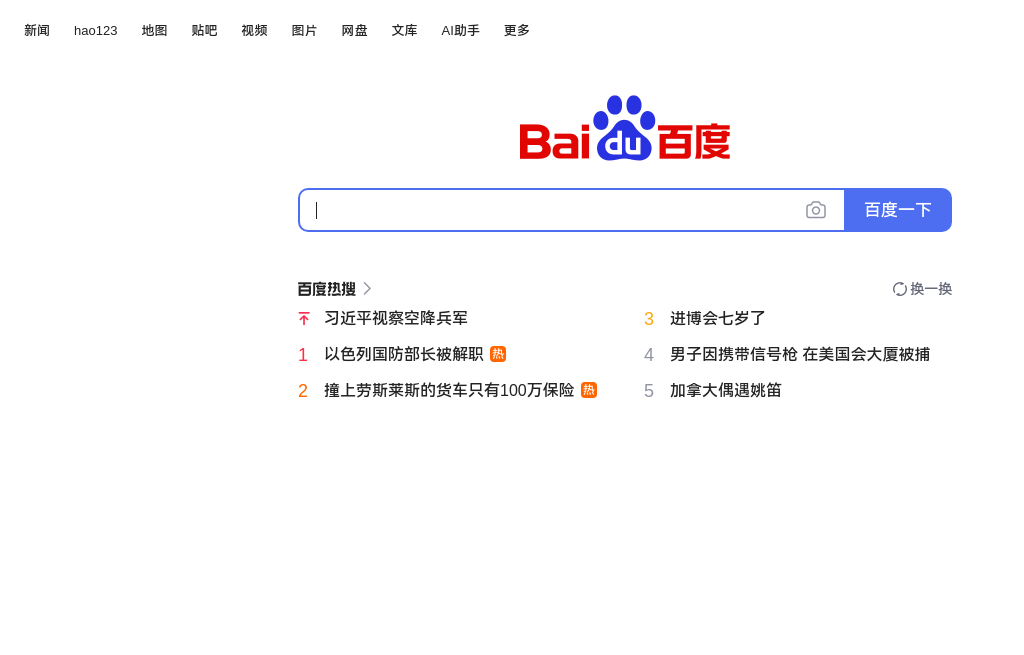 新闻 hao123 地图 贴吧 视频 图片 网盘 文库 AI助手 更多
Bai du 百度
百度一下
百度热搜 换一换
习近平视察空降兵军
3 进博会七岁了
1 以色列国防部长被解职 热
4 男子因携带信号枪 在美国会大厦被捕
2 撞上劳斯莱斯的货车只有100万保险 热
5 加拿大偶遇姚笛